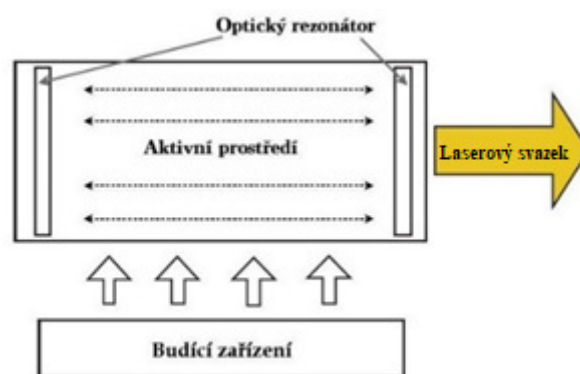 Optický rezonátor
Aktivní prostředí
Laserový svazek
Budící zařízení